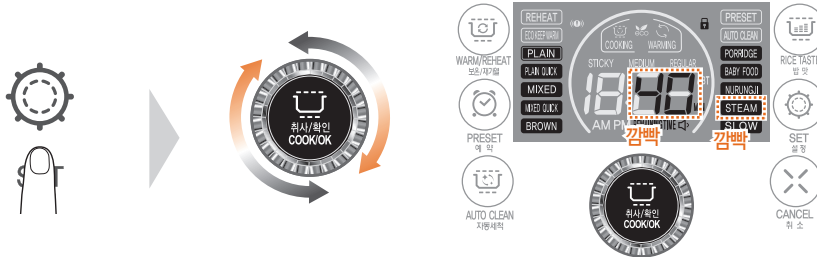 S T
취사/확인
COOK/OK
WARM/REHEAT
보온/재가열
PRESET
예 약
AUTO CLEAN
자동세척
REHEAT
ECO KEEP WARM
PLAIN
PLAIN QUICK
MIXED
MIXED QUICK
BROWN
ECO
COOKING
WARMING
STICKY
MEDIUM
REGULAR
40
AM PM
깜빡
PRESET
AUTO CLEAN
PORRIDGE
BABY FOOD
NURUNGJI
STEAM
SLOW
깜빡
RICE TASTE
밥 맛
SET
설 정
CANCEL
취 소
취사/확인
COOK/OK